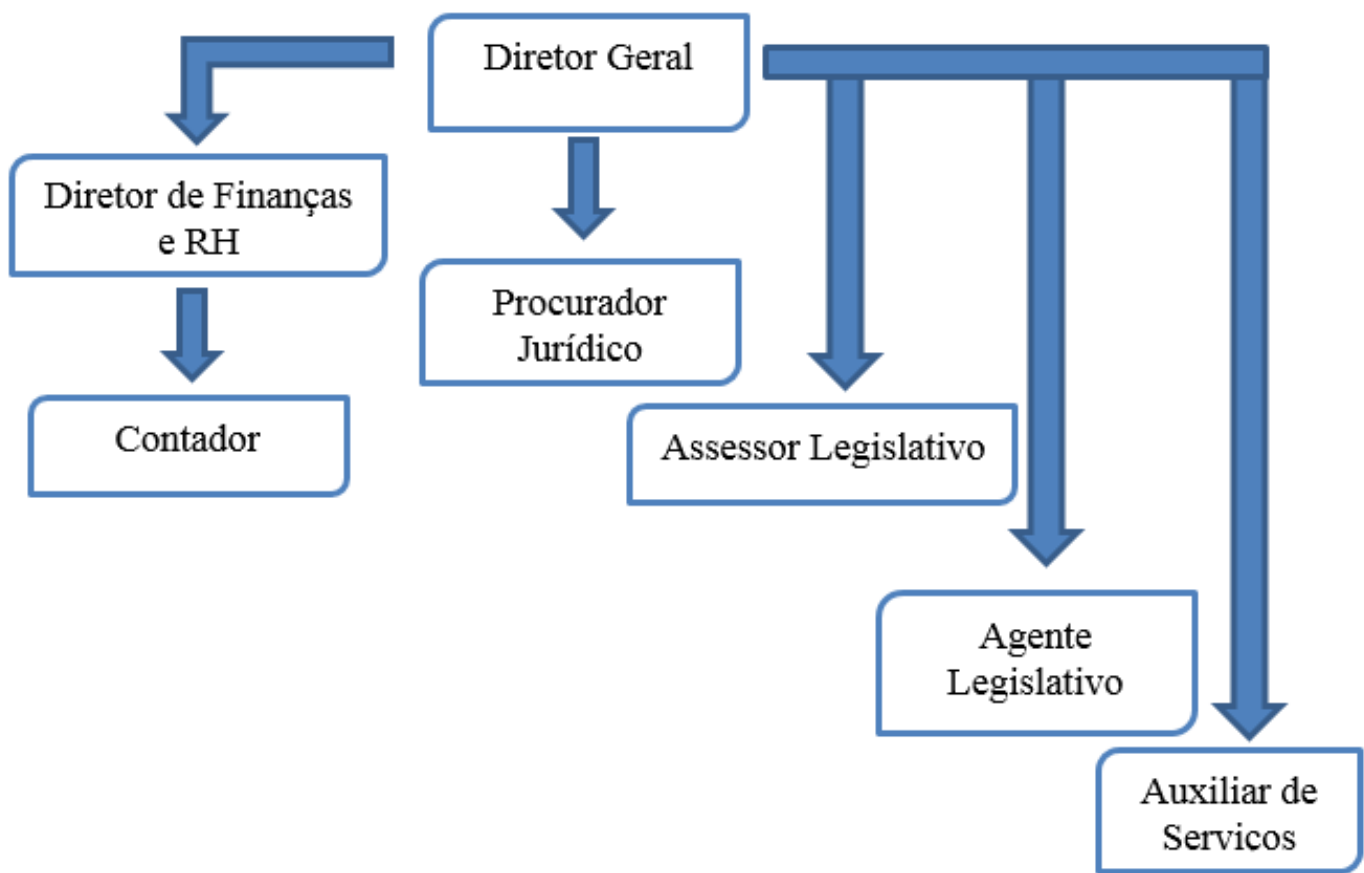 Diretor Geral
Diretor de Finanças
e RH
Procurador
Jurídico
Contador
Assessor Legislativo
Agente
Legislativo
Auxiliar de
Servicos